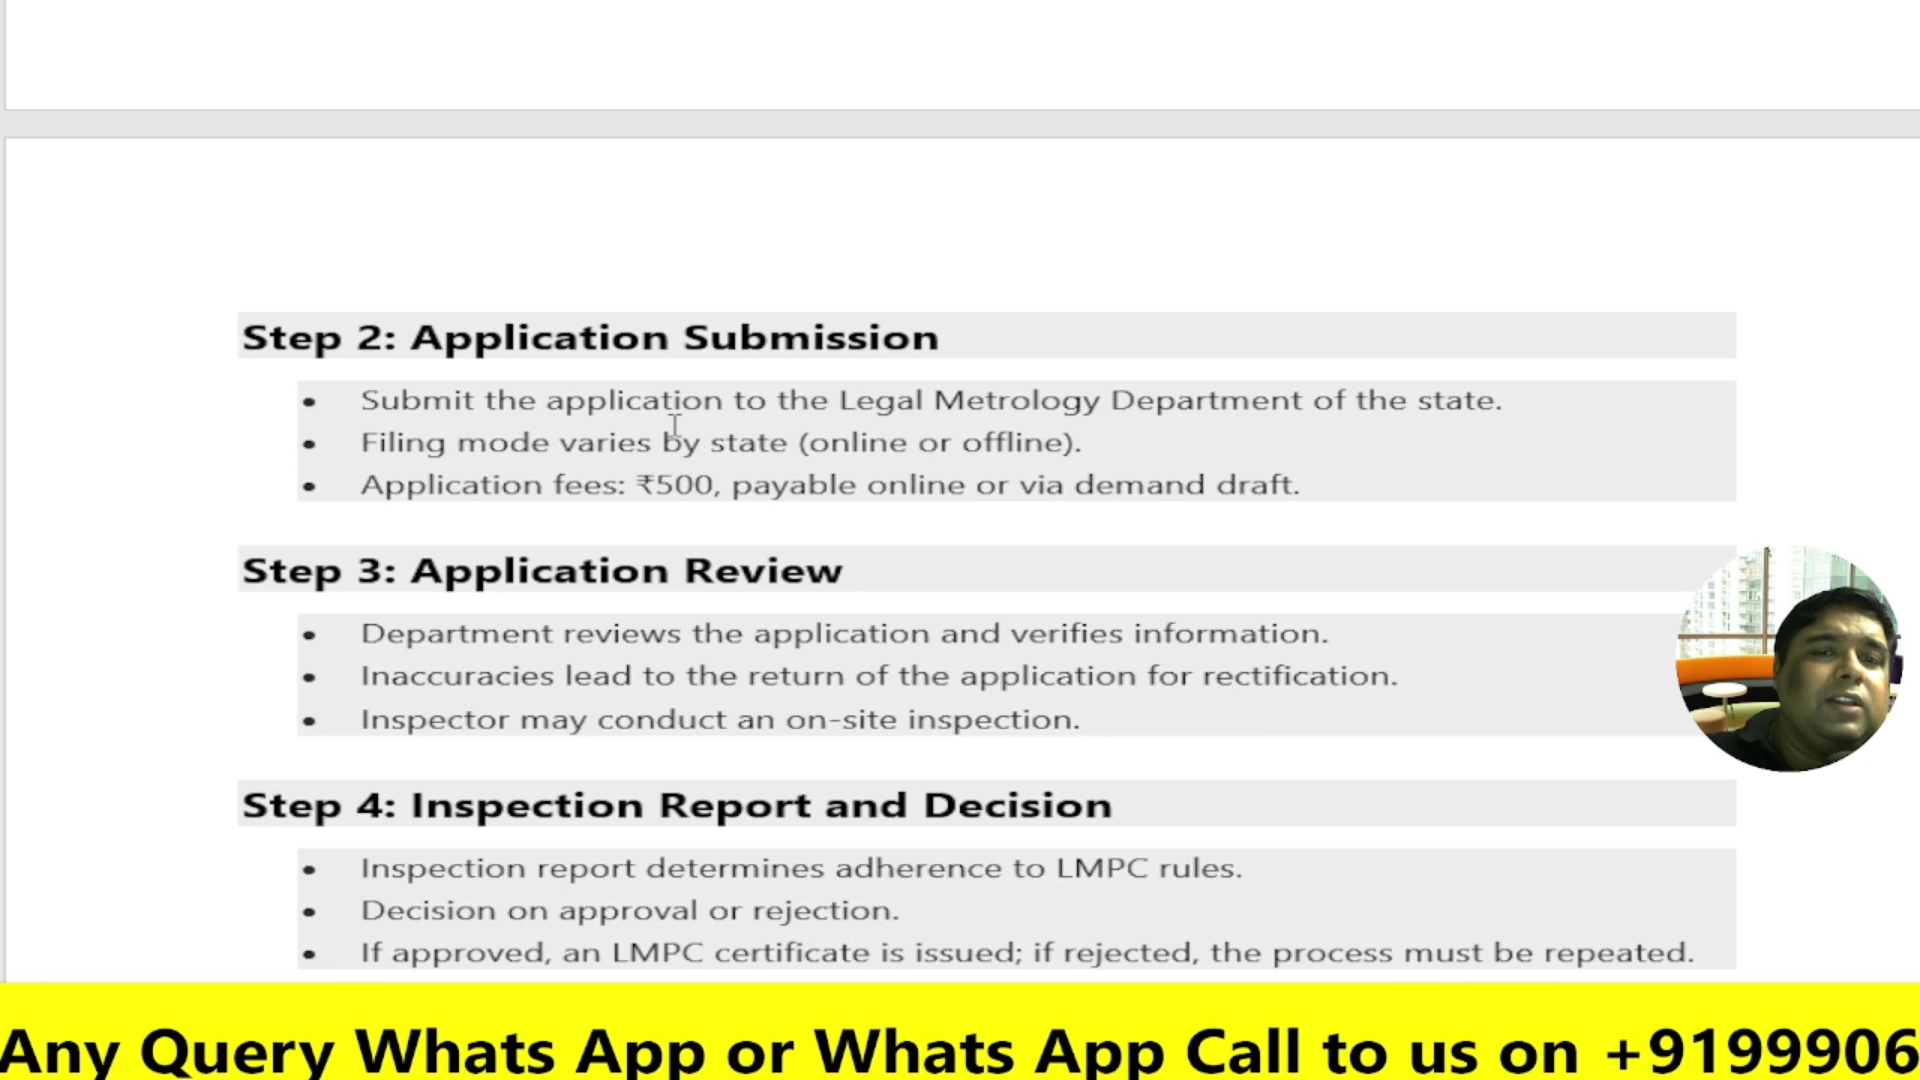 Step 2: Application Submission
• Submit the application to the Legal Metrology Department of the state.
• Filing mode varies by state (online or offline).
• Application fees: ₹500, payable online or via demand draft.
Step 3: Application Review
• Department reviews the application and verifies information.
• Inaccuracies lead to the return of the application for rectification.
• Inspector may conduct an on-site inspection.
Step 4: Inspection Report and Decision
• Inspection report determines adherence to LMPC rules.
• Decision on approval or rejection.
• If approved, an LMPC certificate is issued; if rejected, the process must be repeated.
Any Query Whats App or Whats App Call to us on +9199906